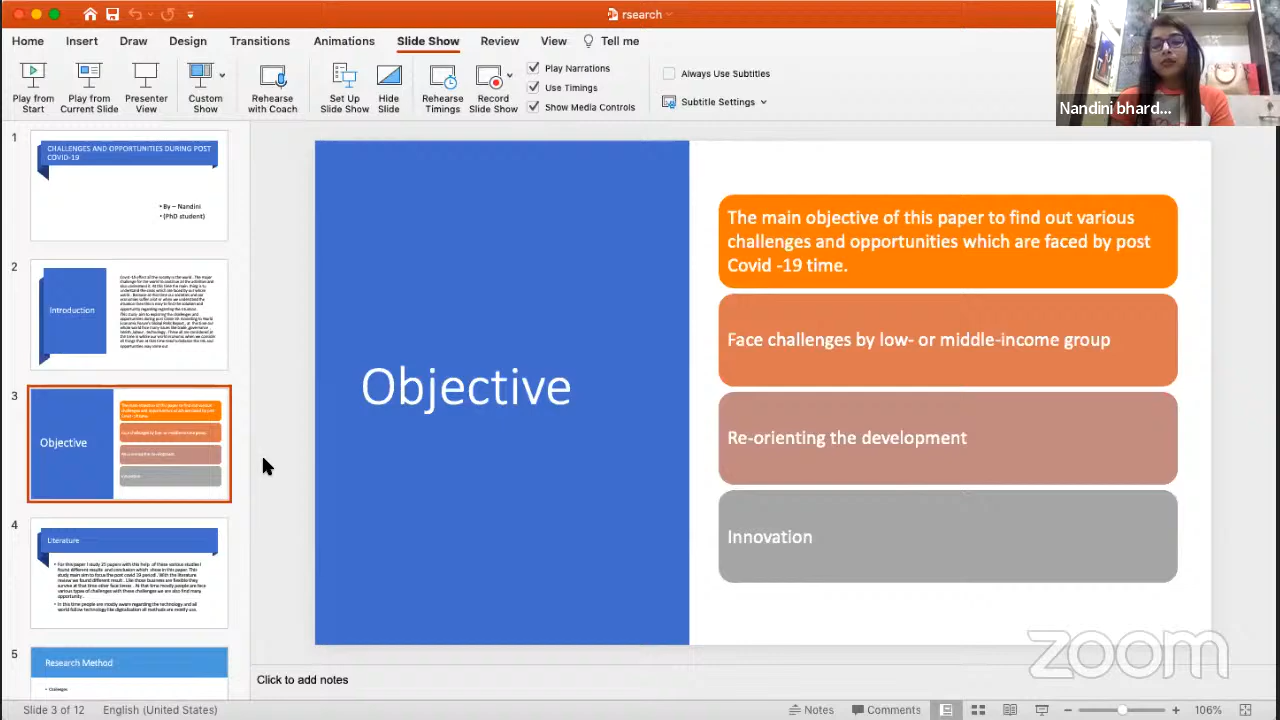 rsearch
Home Insert Draw Design Transitions Animations Slide Show Review View Tell me
Play from Start
Play from Current Slide
Presenter View
Custom Show
Rehearse with Coach
Set Up Slide Show
Hide Slide
Rehearse Timings
Record Slide Show
Play Narrations
Use Timings
Show Media Controls
Always Use Subtitles
Subtitle Settings
Nandini bhard...
1
CHALLENGES AND OPPORTUNITIES DURING POST
COVID-19
• By – Nandini
• (PhD student)
2
Introduction
3
Objective
4
Literature
5
Research Method
• Challenges
Objective
The main objective of this paper to find out various
challenges and opportunities which are faced by post
Covid -19 time.
Face challenges by low- or middle-income group
Re-orienting the development
Innovation
zoom
Click to add notes
Slide 3 of 12 English (United States) Notes Comments 106%